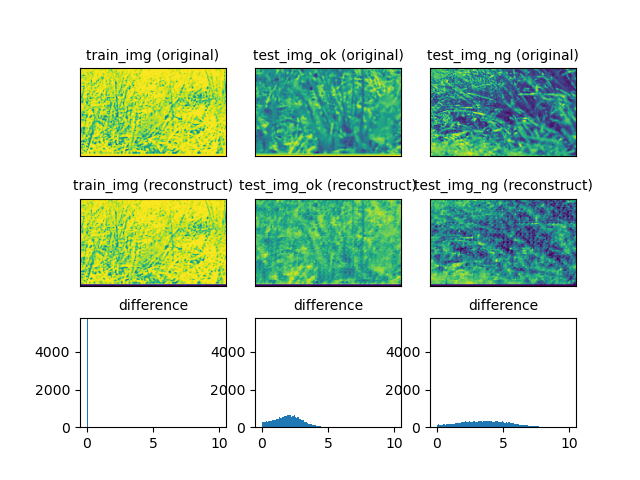 train_img (original) test_img_ok (original) test_img_ng (original)
train_img (reconstruct) test_img_ok (reconstruct) test_img_ng (reconstruct)
difference difference difference
4000 4000 4000
2000 2000 2000
0 0 0
0 5 10 0 5 10 0 5 10